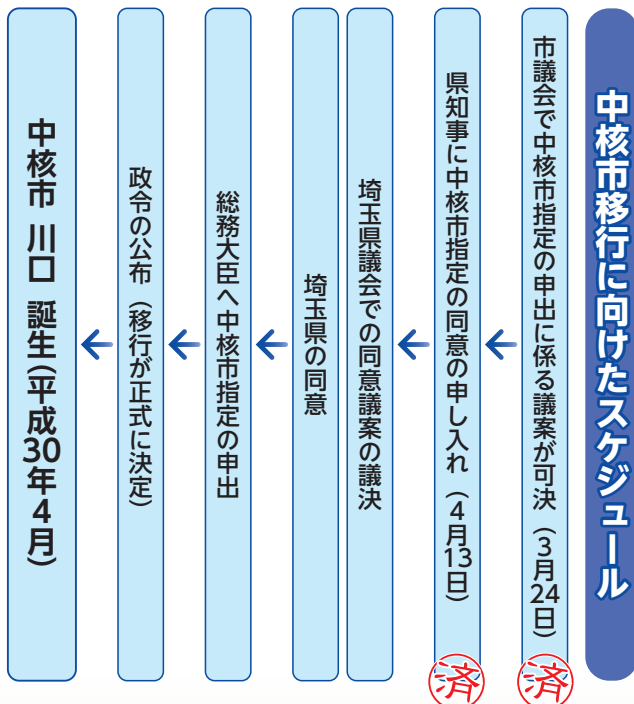 中核市移行に向けたスケジュール
市議会で中核市指定の申出に係る議案が可決（3月24日）
済
県知事に中核市指定の同意の申し入れ（4月13日）
済
埼玉県議会での同意議案の議決
埼玉県の同意
総務大臣へ中核市指定の申出
政令の公布（移行が正式に決定）
中核市 川口 誕生（平成30年4月）